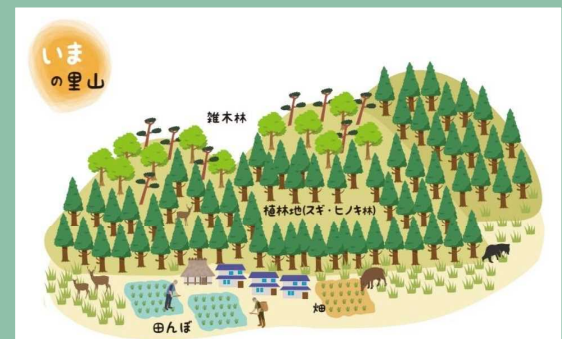 いま
の里山
雑木林
植林地(スギ・ヒノキ林)
畑
田んぼ